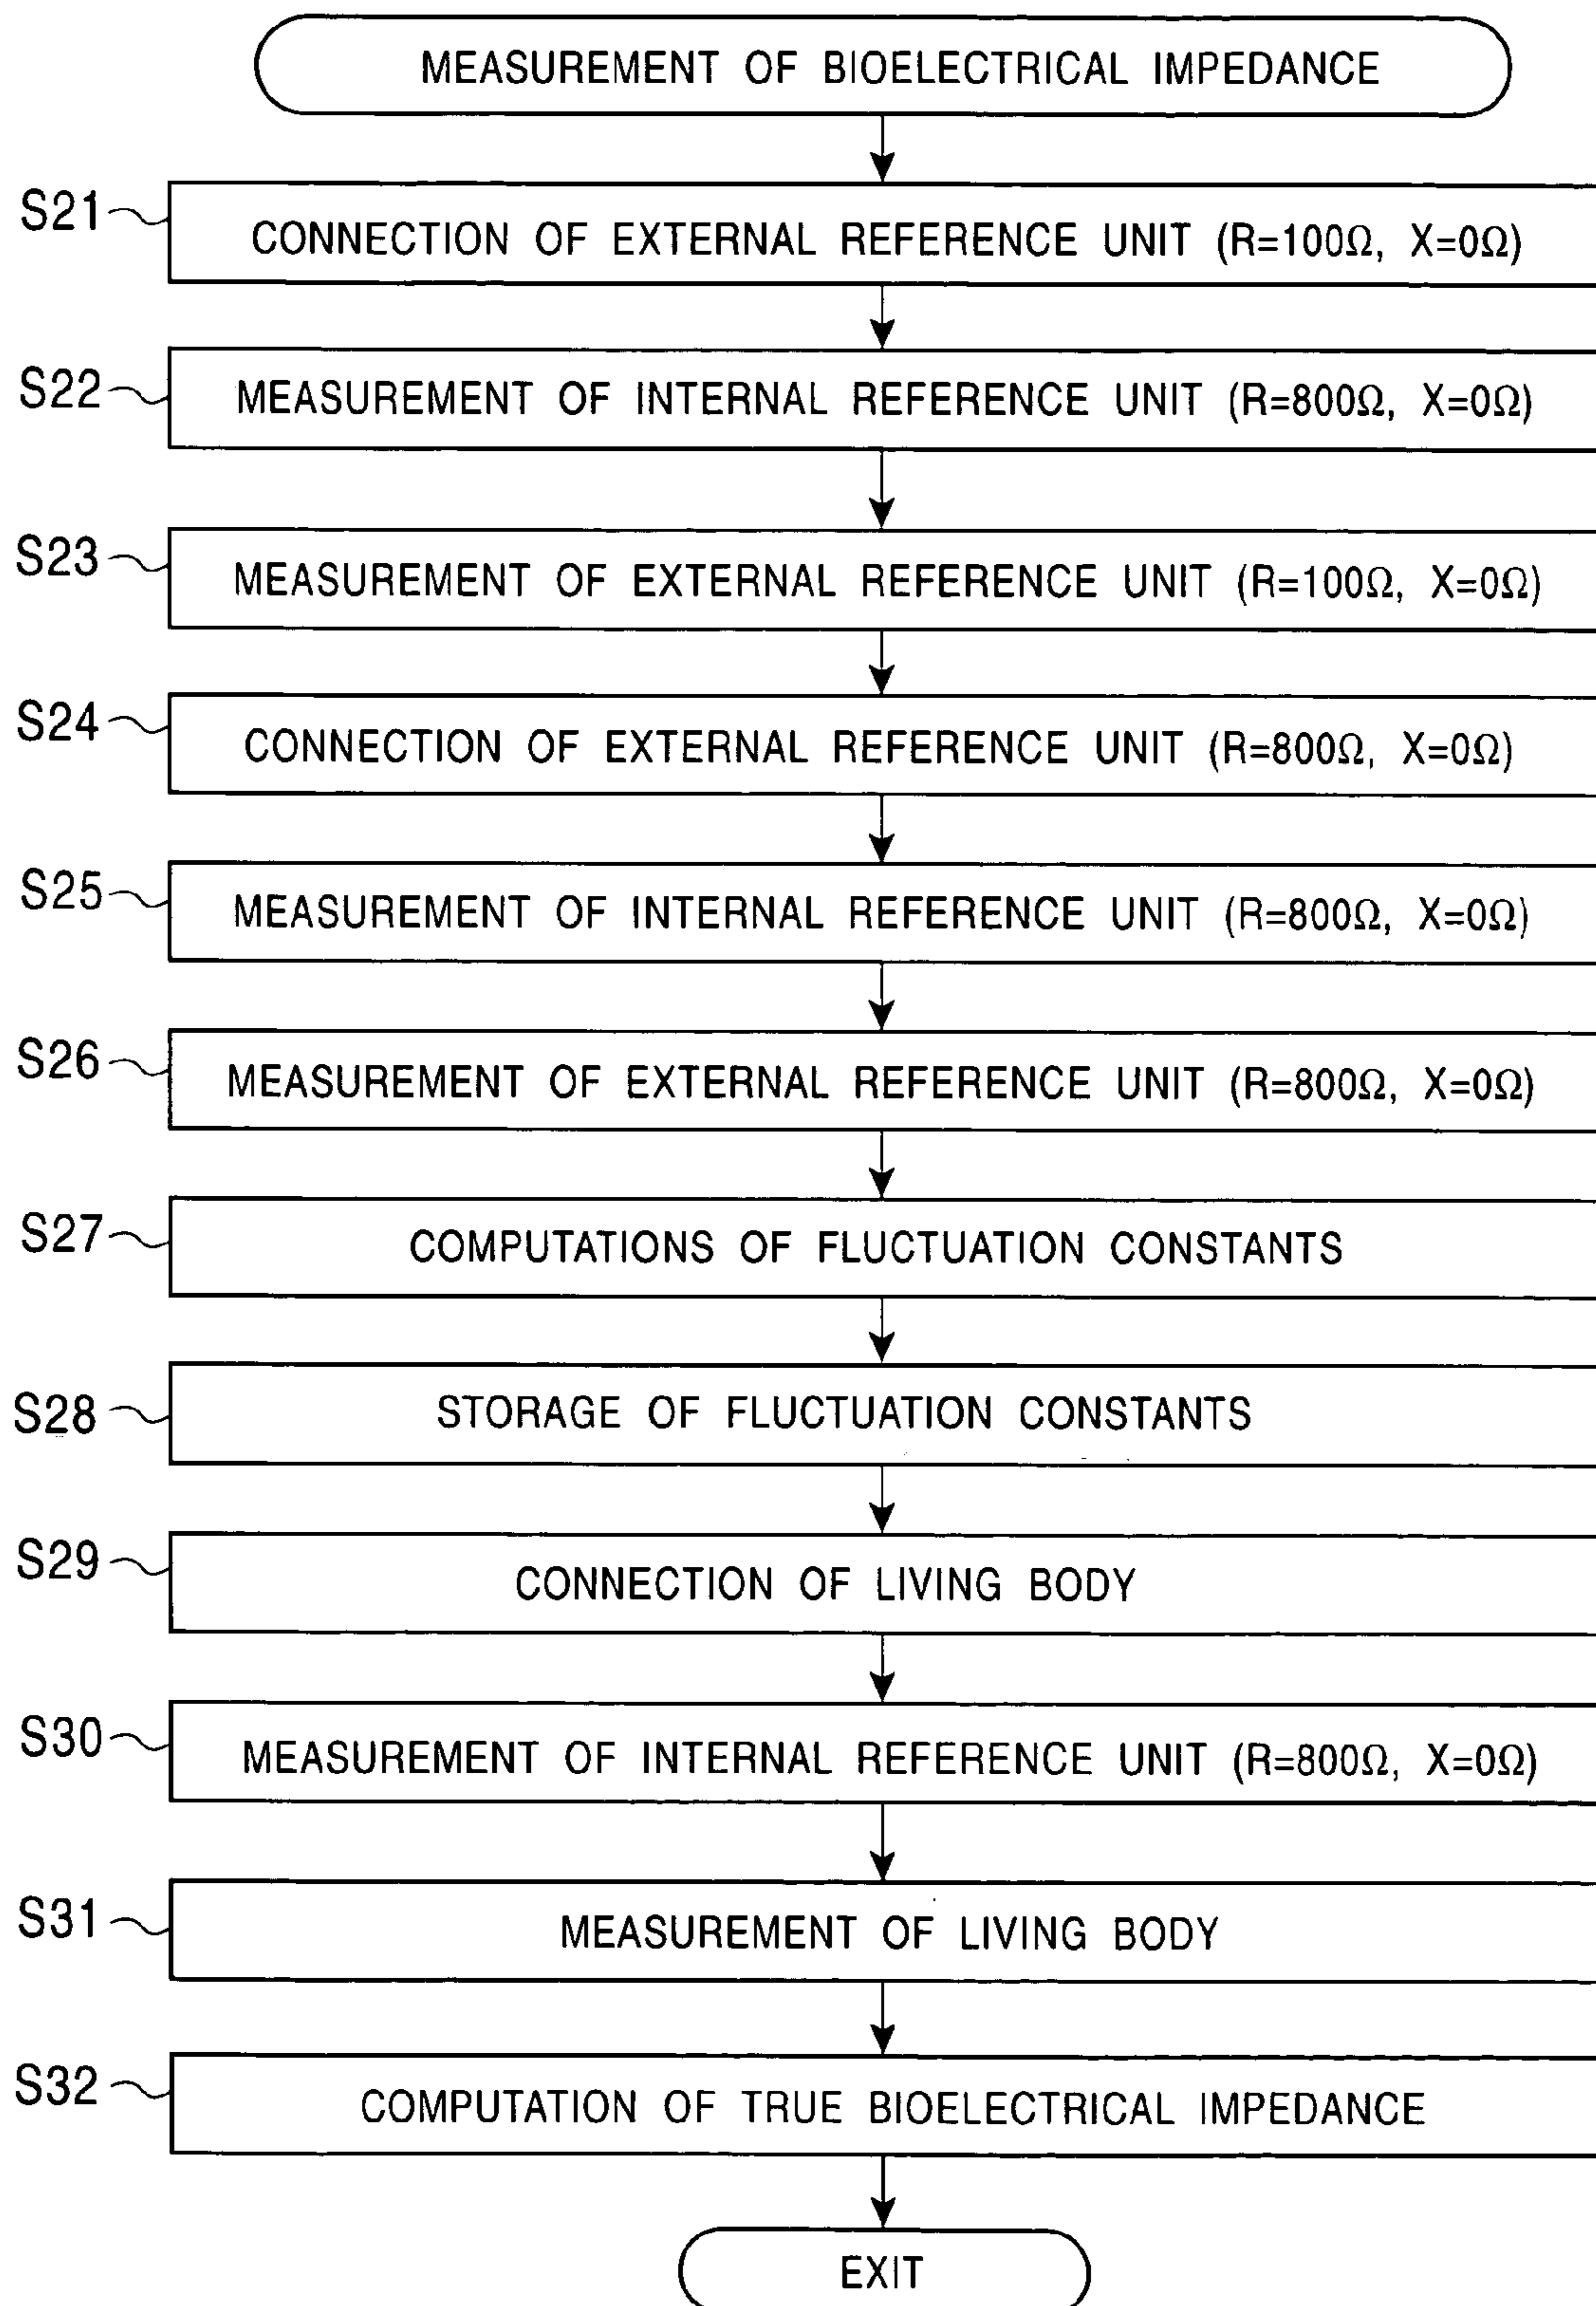 MEASUREMENT OF BIOELECTRICAL IMPEDANCE
S21
CONNECTION OF EXTERNAL REFERENCE UNIT (R=100Ω, X=0Ω)
S22
MEASUREMENT OF INTERNAL REFERENCE UNIT (R=800Ω, X=0Ω)
S23
MEASUREMENT OF EXTERNAL REFERENCE UNIT (R=100Ω, X=0Ω)
S24
CONNECTION OF EXTERNAL REFERENCE UNIT (R=800Ω, X=0Ω)
S25
MEASUREMENT OF INTERNAL REFERENCE UNIT (R=800Ω, X=0Ω)
S26
MEASUREMENT OF EXTERNAL REFERENCE UNIT (R=800Ω, X=0Ω)
S27
COMPUTATIONS OF FLUCTUATION CONSTANTS
S28
STORAGE OF FLUCTUATION CONSTANTS
S29
CONNECTION OF LIVING BODY
S30
MEASUREMENT OF INTERNAL REFERENCE UNIT (R=800Ω, X=0Ω)
S31
MEASUREMENT OF LIVING BODY
S32
COMPUTATION OF TRUE BIOELECTRICAL IMPEDANCE
EXIT